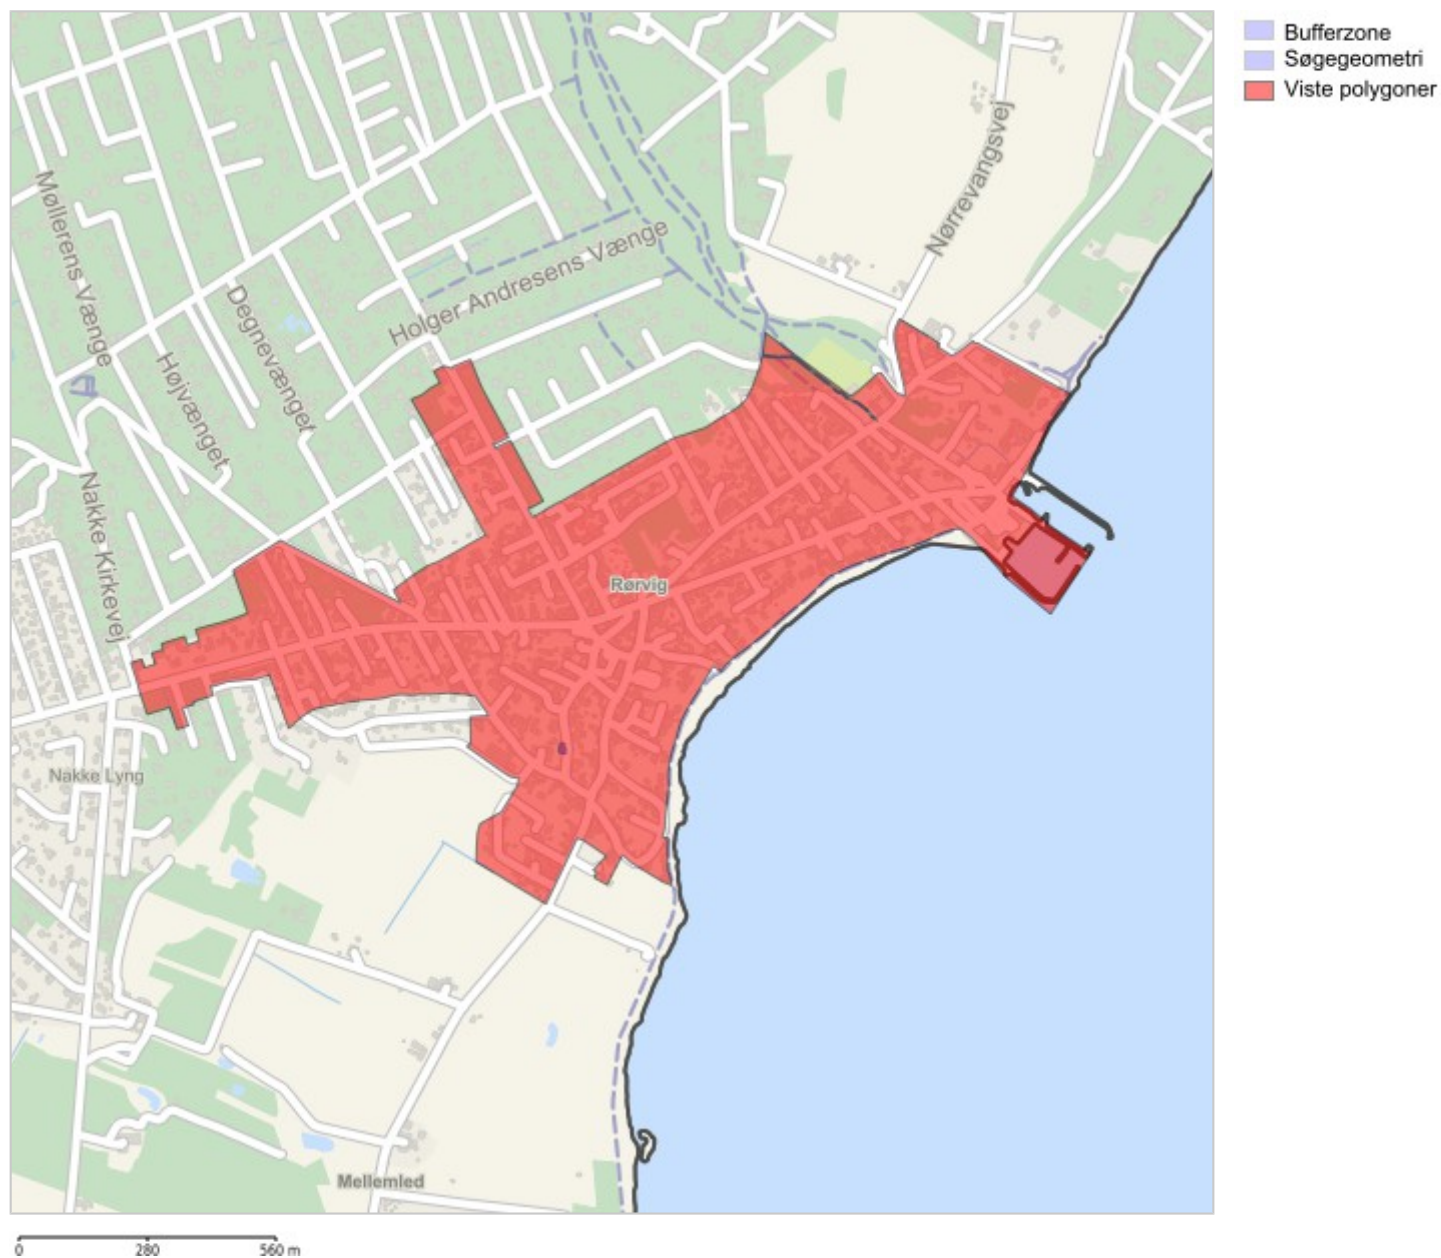 Bufferzone
Søgegeometri
Viste polygoner
Nørrevangsvej
Møllerens Vænge
Holger Andresens Vænge
Degnevænget
Højvænget
Nakke Kirkevej
Rørvig
Nakke Lyng
Mellemled
0 280 560 m